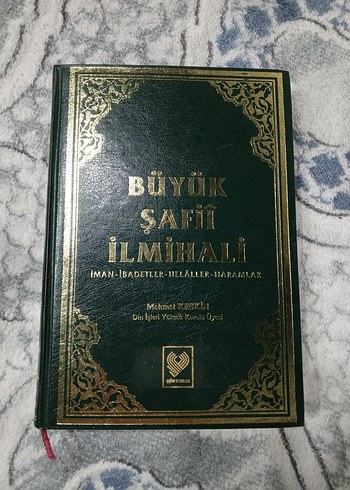 BÜYÜK
ŞAFİÎ
İLMİHALİ
İMAN-İBADETLER-HELÂLLER-HARAMLAR
Mehmet KESKİN
Din İşleri Yüksek Kurulu Üyesi